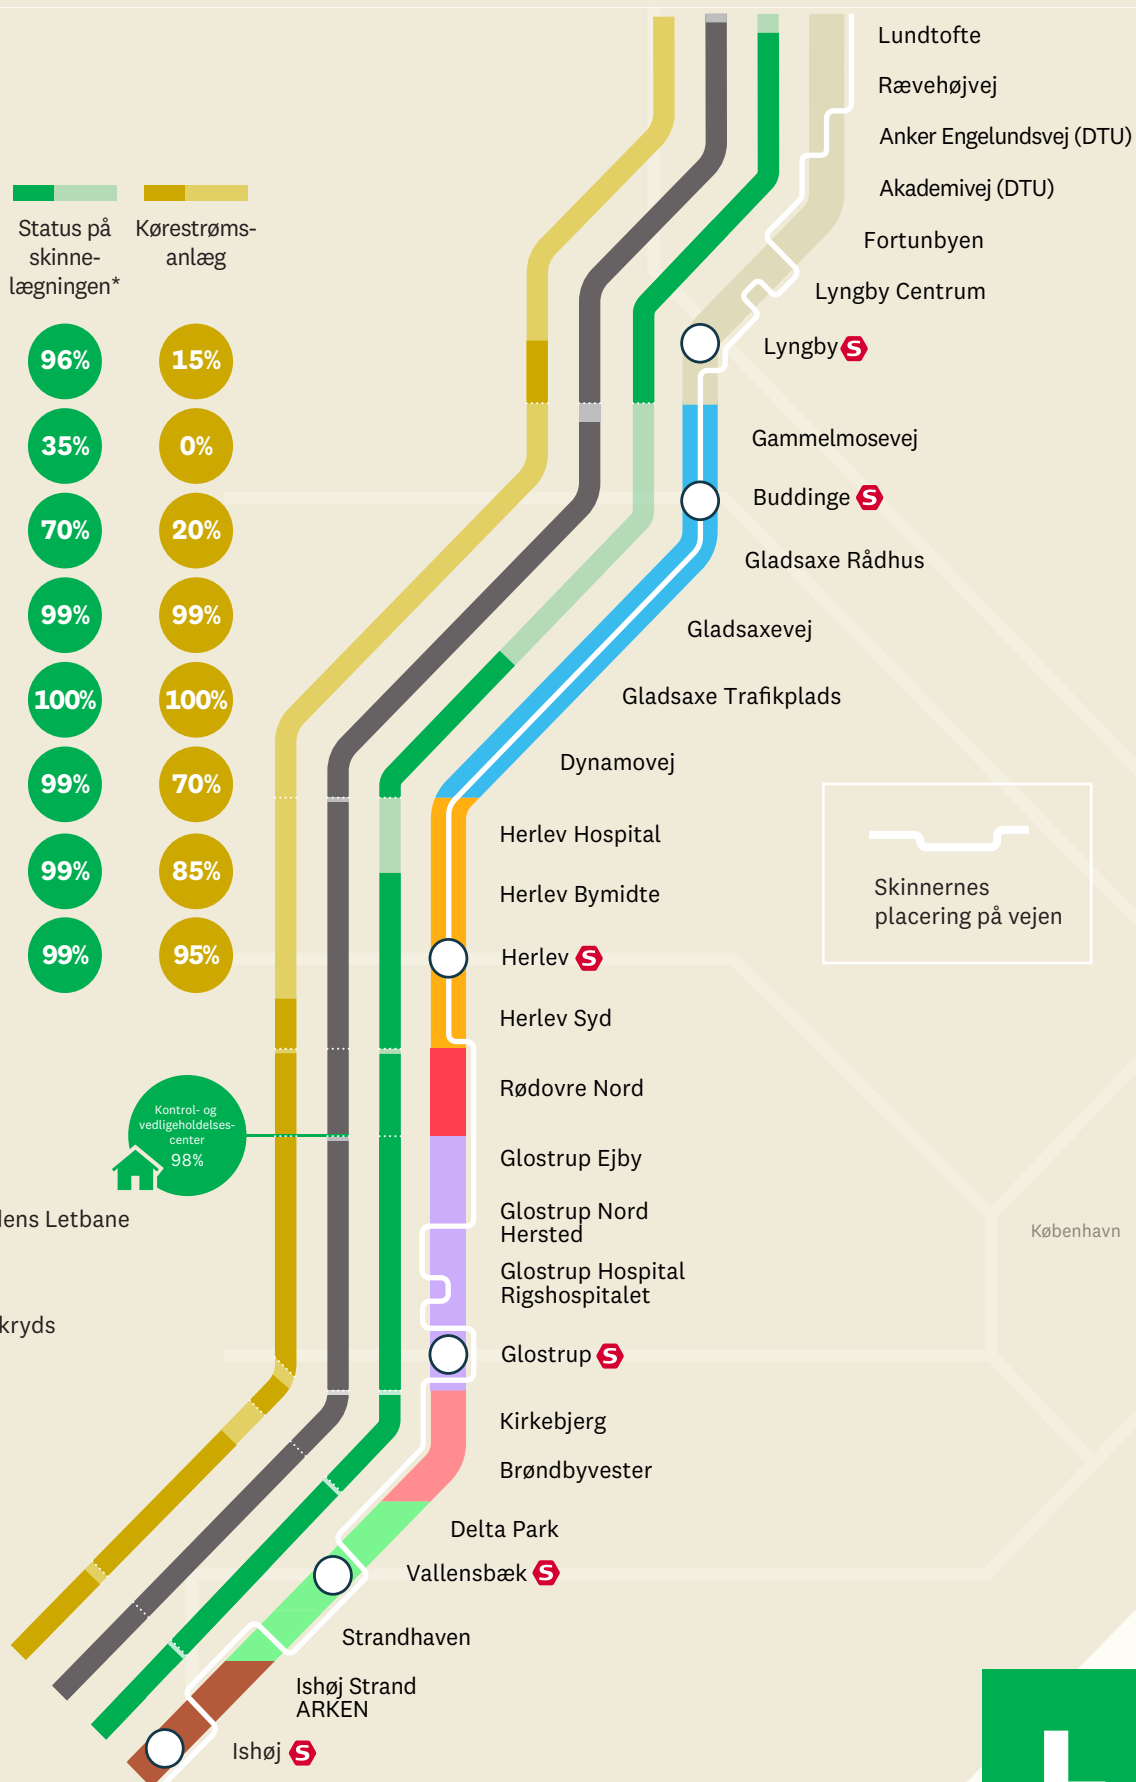 Lundtofte
Rævehøjvej
Anker Engelundsvej (DTU)
Akademivej (DTU)
Fortunbyen
Lyngby Centrum
Lyngby S
Gammelmosevej
Buddinge S
Gladsaxe Rådhus
Gladsaxevej
Gladsaxe Trafikplads
Dynamovej
Herlev Hospital
Herlev Bymidte
Herlev S
Herlev Syd
Rødovre Nord
Glostrup Ejby
Glostrup Nord
Hersted
Glostrup Hospital
Rigshospitalet
Glostrup S
Kirkebjerg
Brøndbyvester
Delta Park
Vallensbæk S
Strandhaven
Ishøj Strand
ARKEN
Ishøj S
Status på
skinne-
lægningen*
Kørestrøms-
anlæg
96% 15%
35% 0%
70% 20%
99% 99%
100% 100%
99% 70%
99% 85%
99% 95%
Kontrol- og
vedligeholdelses-
center
98%
Skinnernes
placering på vejen
København
lens Letbane
kryds